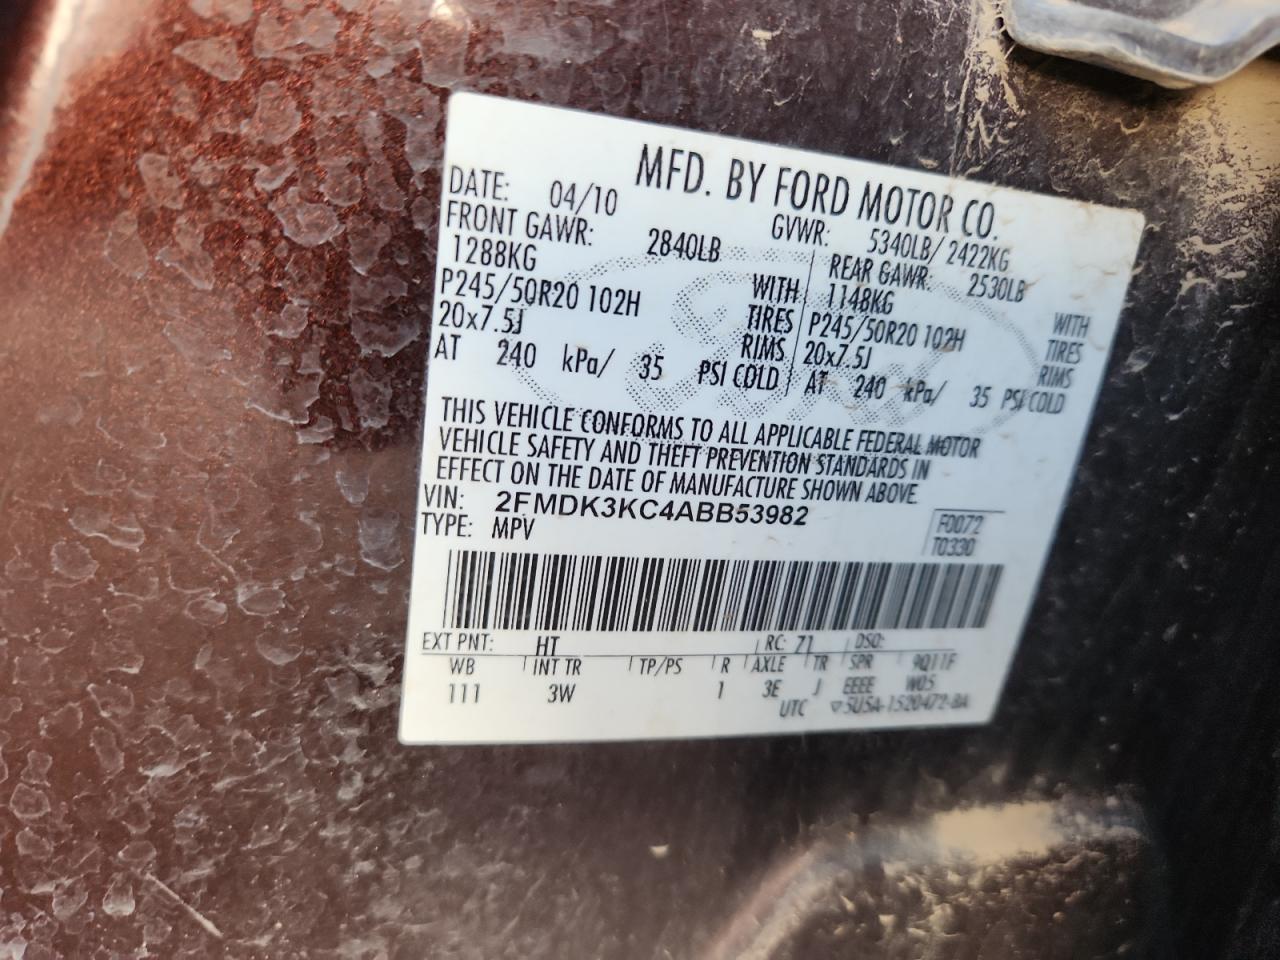 MFD. BY FORD MOTOR CO.
DATE: 04/10 GVWR: 5340LB/ 2422KG
FRONT GAWR: 2840LB REAR GAWR: 2530LB
1288KG WITH 1148KG WITH
P245/50R20 102H TIRES P245/50R20 102H TIRES
20x7.5J RIMS 20x7.5J RIMS
AT 240 kPa/ 35 PSI COLD AT 240 kPa/ 35 PSI COLD
THIS VEHICLE CONFORMS TO ALL APPLICABLE FEDERAL MOTOR
VEHICLE SAFETY AND THEFT PREVENTION STANDARDS IN
EFFECT ON THE DATE OF MANUFACTURE SHOWN ABOVE.
VIN: 2FMDK3KC4ABB53982 F0072
TYPE: MPV T0330
EXT PNT: HT RC: 71 DSO:
WB INT TR TP/PS R AXLE TR SPR 9Q11F
111 3W 1 3E J EEEE W05
UTC ▽5U5A-1520472-BA